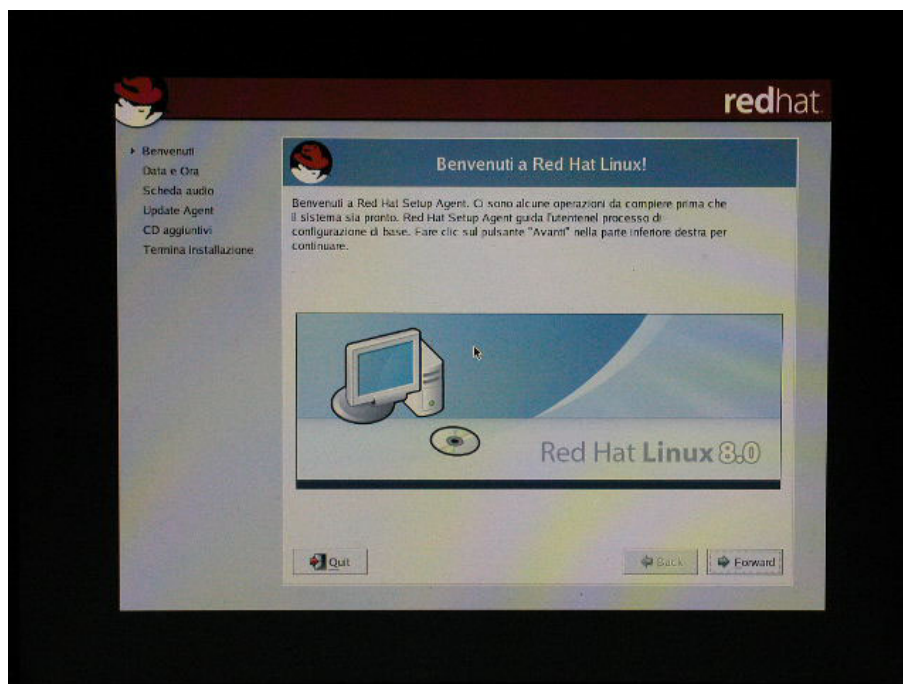 redhat
Benvenuti
Data e Ora
Scheda audio
Update Agent
CD aggiuntivi
Termina installazione
Benvenuti a Red Hat Linux!
Benvenuti a Red Hat Setup Agent. Ci sono alcune operazioni da compiere prima che
il sistema sia pronto. Red Hat Setup Agent guida l'utentenel processo di
configurazione di base. Fare clic sul pulsante "Avanti" nella parte inferiore destra per
continuare.
Red Hat Linux 8.0
Quit
Back
Forward